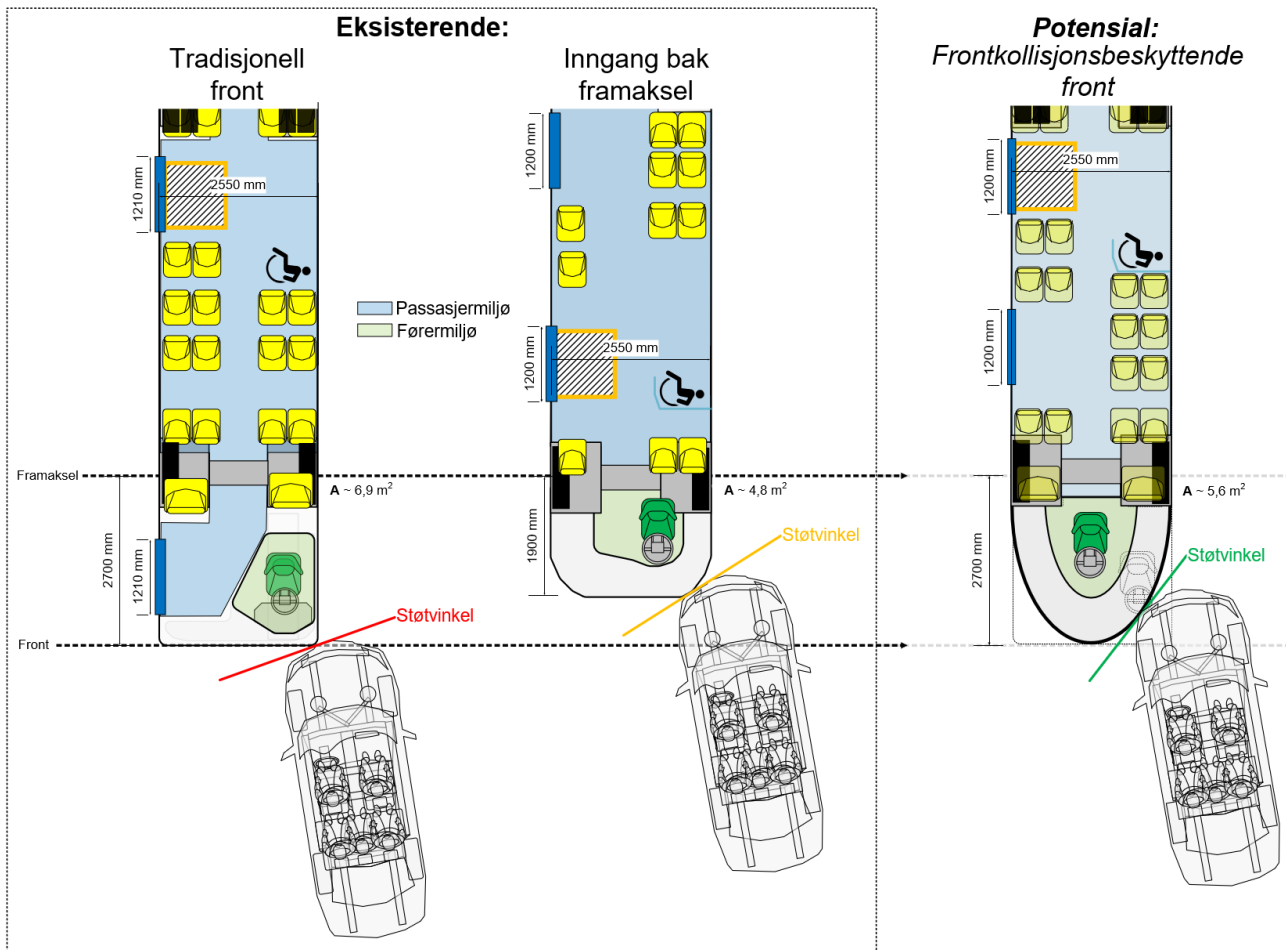 Eksisterende:
Potensial:
Tradisjonell
front
Inngang bak
framaksel
Frontkollisjonsbeskyttende
front
1210 mm
2550 mm
1200 mm
1200 mm
2550 mm
Passasjermiljø
Førermiljø
1200 mm
2550 mm
1200 mm
Framaksel
A ~ 6,9 m²
A ~ 4,8 m²
A ~ 5,6 m²
2700 mm
1210 mm
1900 mm
2700 mm
Støtvinkel
Støtvinkel
Støtvinkel
Front